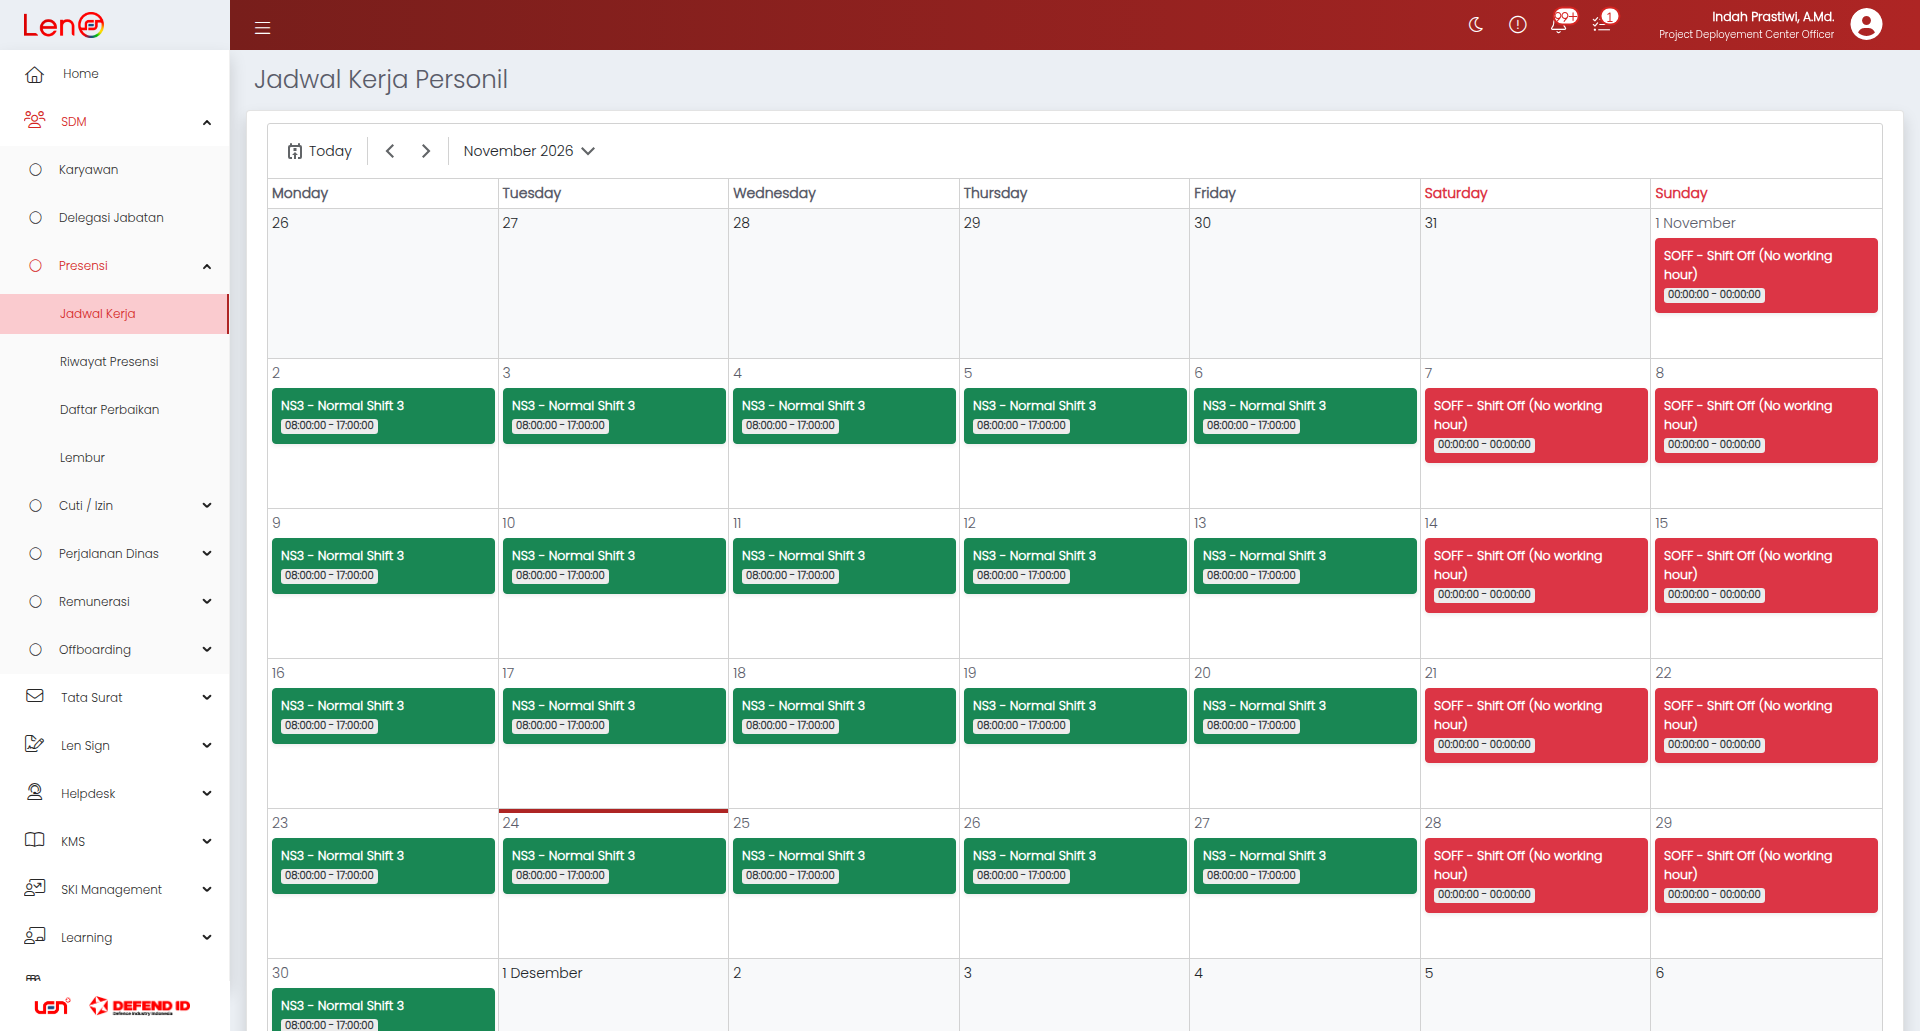 Len
99+
1
Indah Prastiwi, A.Md.
Project Deployement Center Officer
Home
SDM
Karyawan
Delegasi Jabatan
Presensi
Jadwal Kerja
Riwayat Presensi
Daftar Perbaikan
Lembur
Cuti / Izin
Perjalanan Dinas
Remunerasi
Offboarding
Tata Surat
Len Sign
Helpdesk
KMS
SKI Management
Learning
Len
DEFEND ID
Defence Industry Indonesia
Jadwal Kerja Personil
Today
November 2026
Monday Tuesday Wednesday Thursday Friday Saturday Sunday
26 27 28 29 30 31 1 November
SOFF - Shift Off (No working
hour)
00:00:00 - 00:00:00
2 3 4 5 6 7 8
NS3 - Normal Shift 3 NS3 - Normal Shift 3 NS3 - Normal Shift 3 NS3 - Normal Shift 3 NS3 - Normal Shift 3 SOFF - Shift Off (No working SOFF - Shift Off (No working
08:00:00 - 17:00:00 08:00:00 - 17:00:00 08:00:00 - 17:00:00 08:00:00 - 17:00:00 08:00:00 - 17:00:00 hour) hour)
00:00:00 - 00:00:00 00:00:00 - 00:00:00
9 10 11 12 13 14 15
NS3 - Normal Shift 3 NS3 - Normal Shift 3 NS3 - Normal Shift 3 NS3 - Normal Shift 3 NS3 - Normal Shift 3 SOFF - Shift Off (No working SOFF - Shift Off (No working
08:00:00 - 17:00:00 08:00:00 - 17:00:00 08:00:00 - 17:00:00 08:00:00 - 17:00:00 08:00:00 - 17:00:00 hour) hour)
00:00:00 - 00:00:00 00:00:00 - 00:00:00
16 17 18 19 20 21 22
NS3 - Normal Shift 3 NS3 - Normal Shift 3 NS3 - Normal Shift 3 NS3 - Normal Shift 3 NS3 - Normal Shift 3 SOFF - Shift Off (No working SOFF - Shift Off (No working
08:00:00 - 17:00:00 08:00:00 - 17:00:00 08:00:00 - 17:00:00 08:00:00 - 17:00:00 08:00:00 - 17:00:00 hour) hour)
00:00:00 - 00:00:00 00:00:00 - 00:00:00
23 24 25 26 27 28 29
NS3 - Normal Shift 3 NS3 - Normal Shift 3 NS3 - Normal Shift 3 NS3 - Normal Shift 3 NS3 - Normal Shift 3 SOFF - Shift Off (No working SOFF - Shift Off (No working
08:00:00 - 17:00:00 08:00:00 - 17:00:00 08:00:00 - 17:00:00 08:00:00 - 17:00:00 08:00:00 - 17:00:00 hour) hour)
00:00:00 - 00:00:00 00:00:00 - 00:00:00
30 1 Desember 2 3 4 5 6
NS3 - Normal Shift 3
08:00:00 - 17:00:00